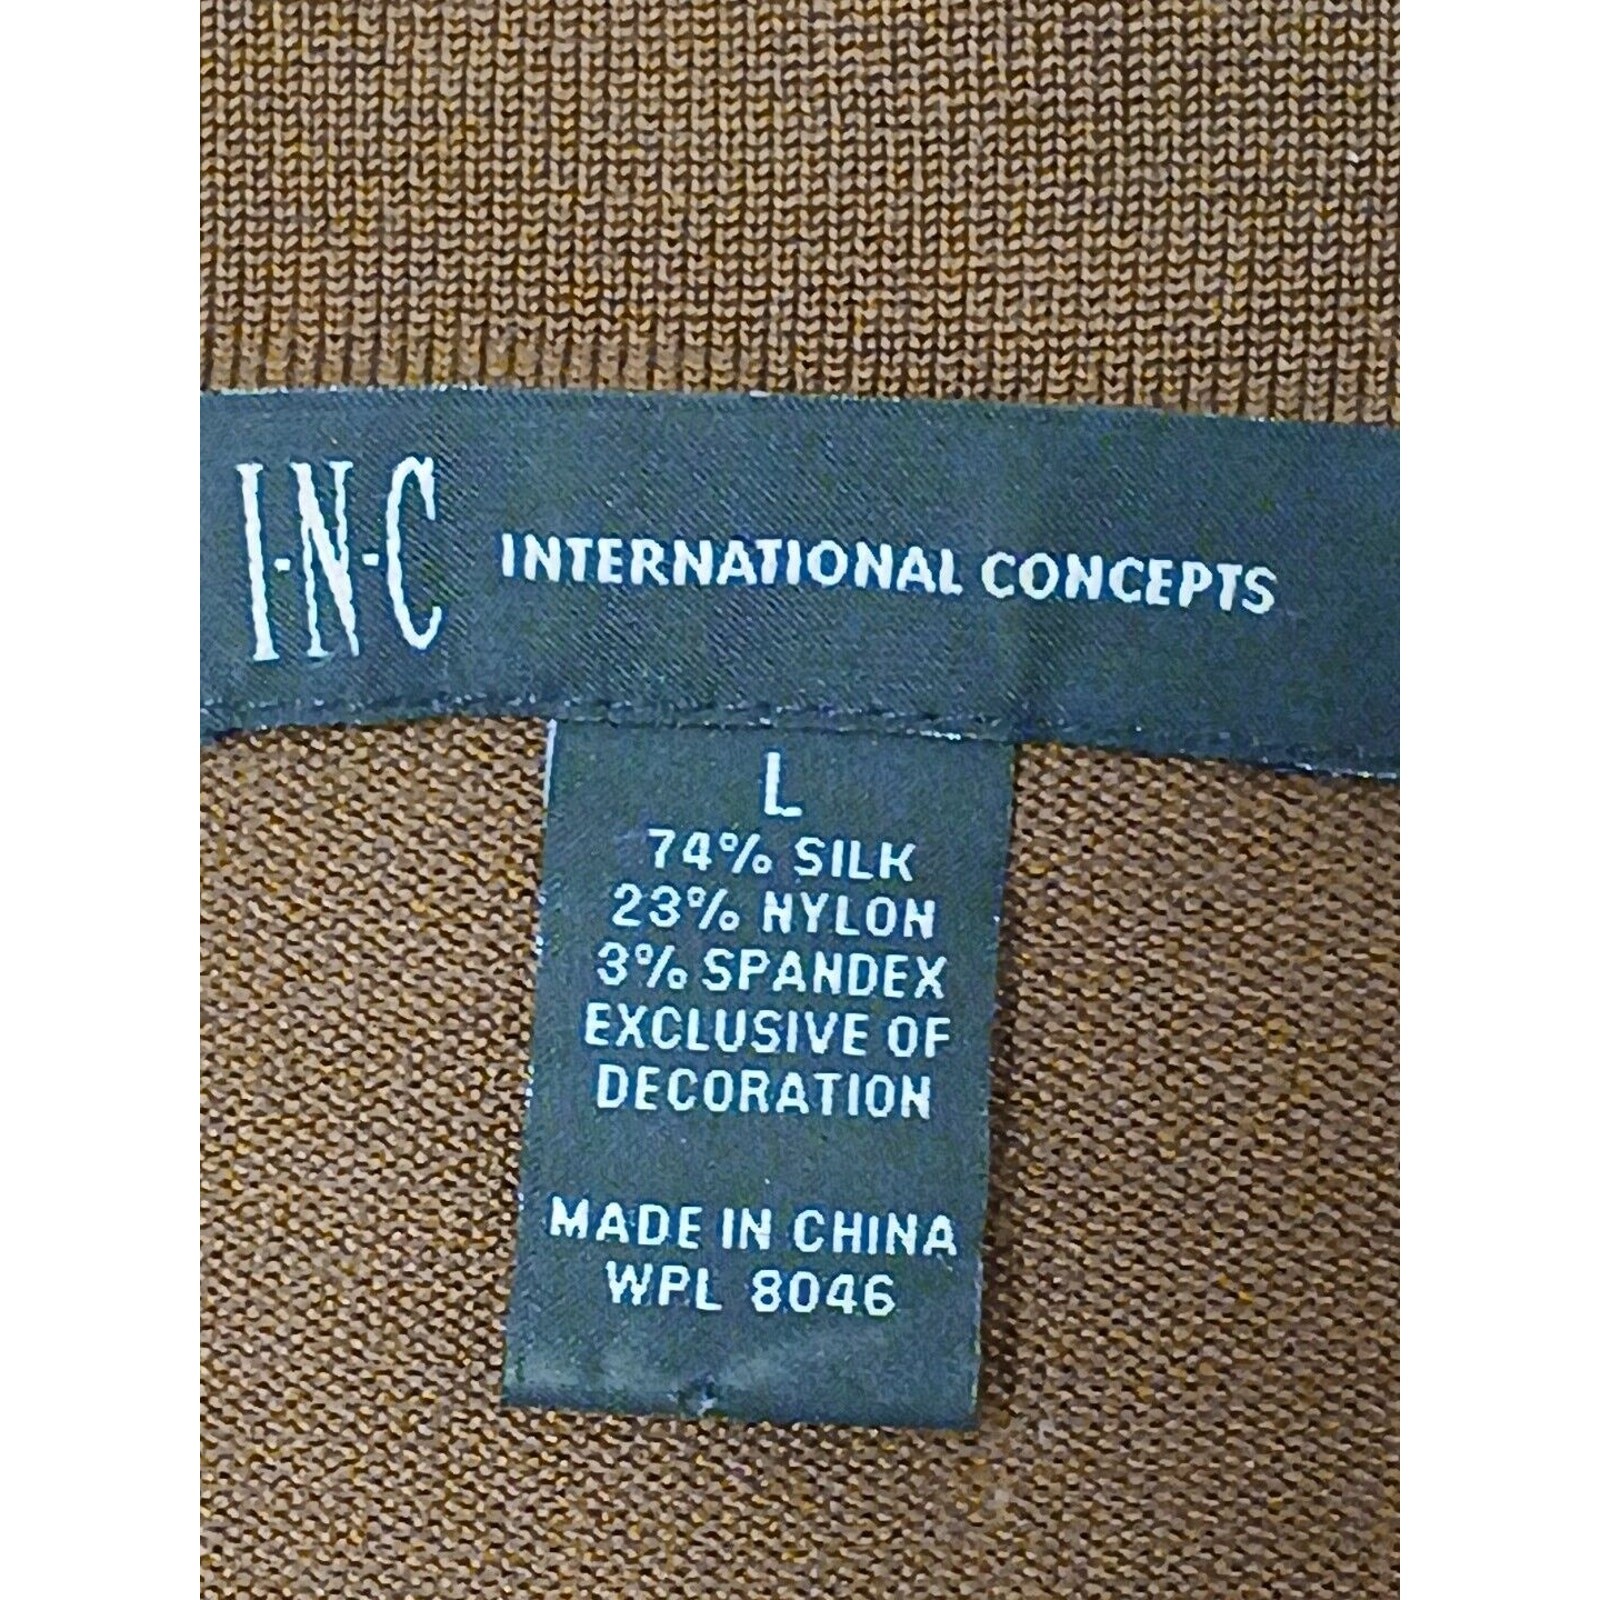 I-N-C INTERNATIONAL CONCEPTS
L
74% SILK
23% NYLON
3% SPANDEX
EXCLUSIVE OF
DECORATION
MADE IN CHINA
WPL 8046